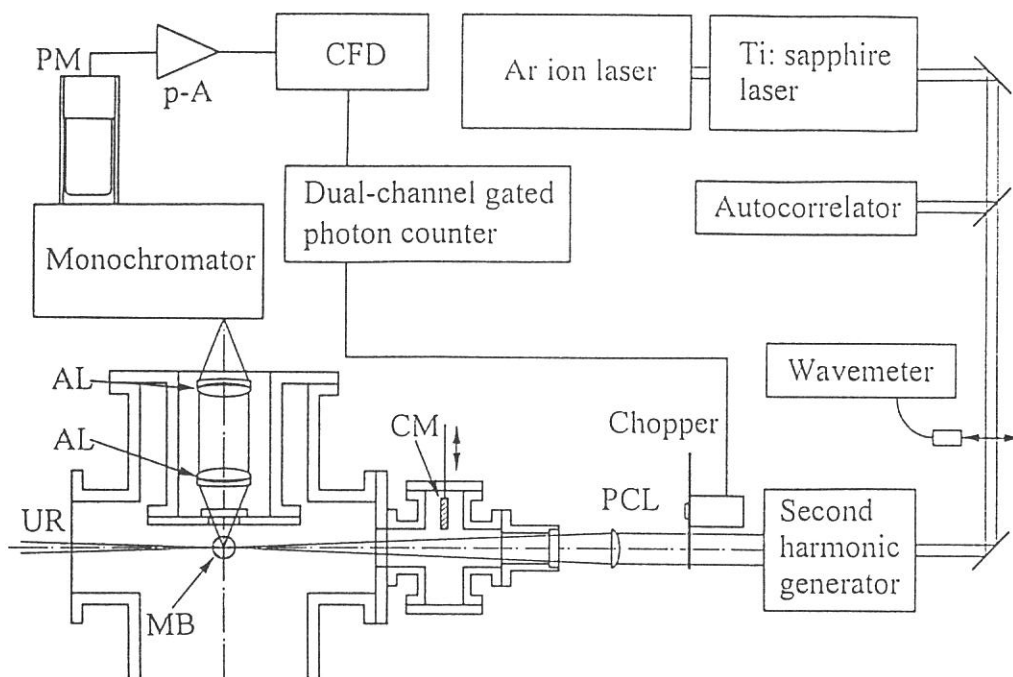 PM
p-A
CFD
Ar ion laser
Ti: sapphire
laser
Dual-channel gated
photon counter
Autocorrelator
Monochromator
Wavemeter
AL
AL
CM
Chopper
PCL
UR
MB
Second
harmonic
generator